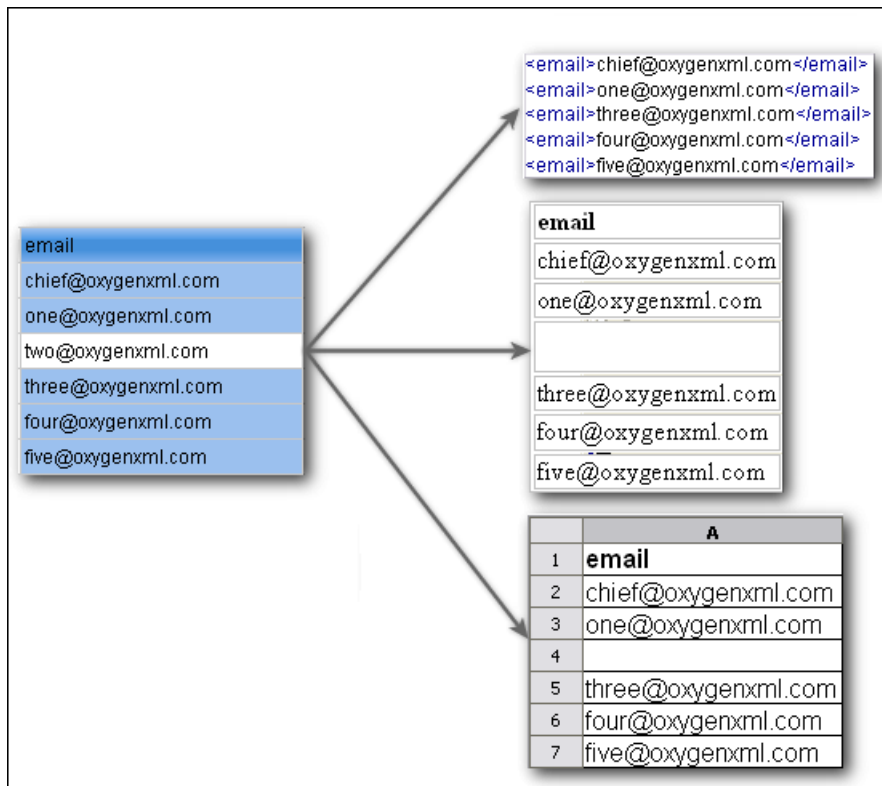 email
chief@oxygenxml.com
one@oxygenxml.com
two@oxygenxml.com
three@oxygenxml.com
four@oxygenxml.com
five@oxygenxml.com
<email>chief@oxygenxml.com</email>
<email>one@oxygenxml.com</email>
<email>three@oxygenxml.com</email>
<email>four@oxygenxml.com</email>
<email>five@oxygenxml.com</email>
email
chief@oxygenxml.com
one@oxygenxml.com
three@oxygenxml.com
four@oxygenxml.com
five@oxygenxml.com
A
1 email
2 chief@oxygenxml.com
3 one@oxygenxml.com
4
5 three@oxygenxml.com
6 four@oxygenxml.com
7 five@oxygenxml.com